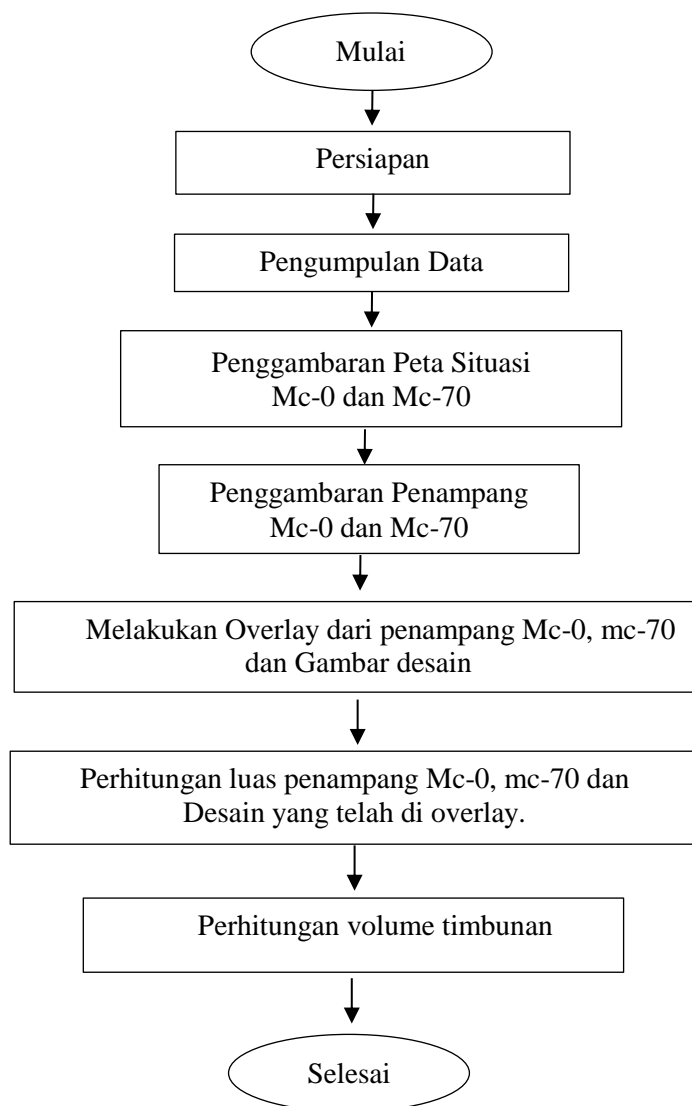 Mulai
Persiapan
Pengumpulan Data
Penggambaran Peta Situasi
Mc-0 dan Mc-70
Penggambaran Penampang
Mc-0 dan Mc-70
Melakukan Overlay dari penampang Mc-0, mc-70
dan Gambar desain
Perhitungan luas penampang Mc-0, mc-70 dan
Desain yang telah di overlay.
Perhitungan volume timbunan
Selesai